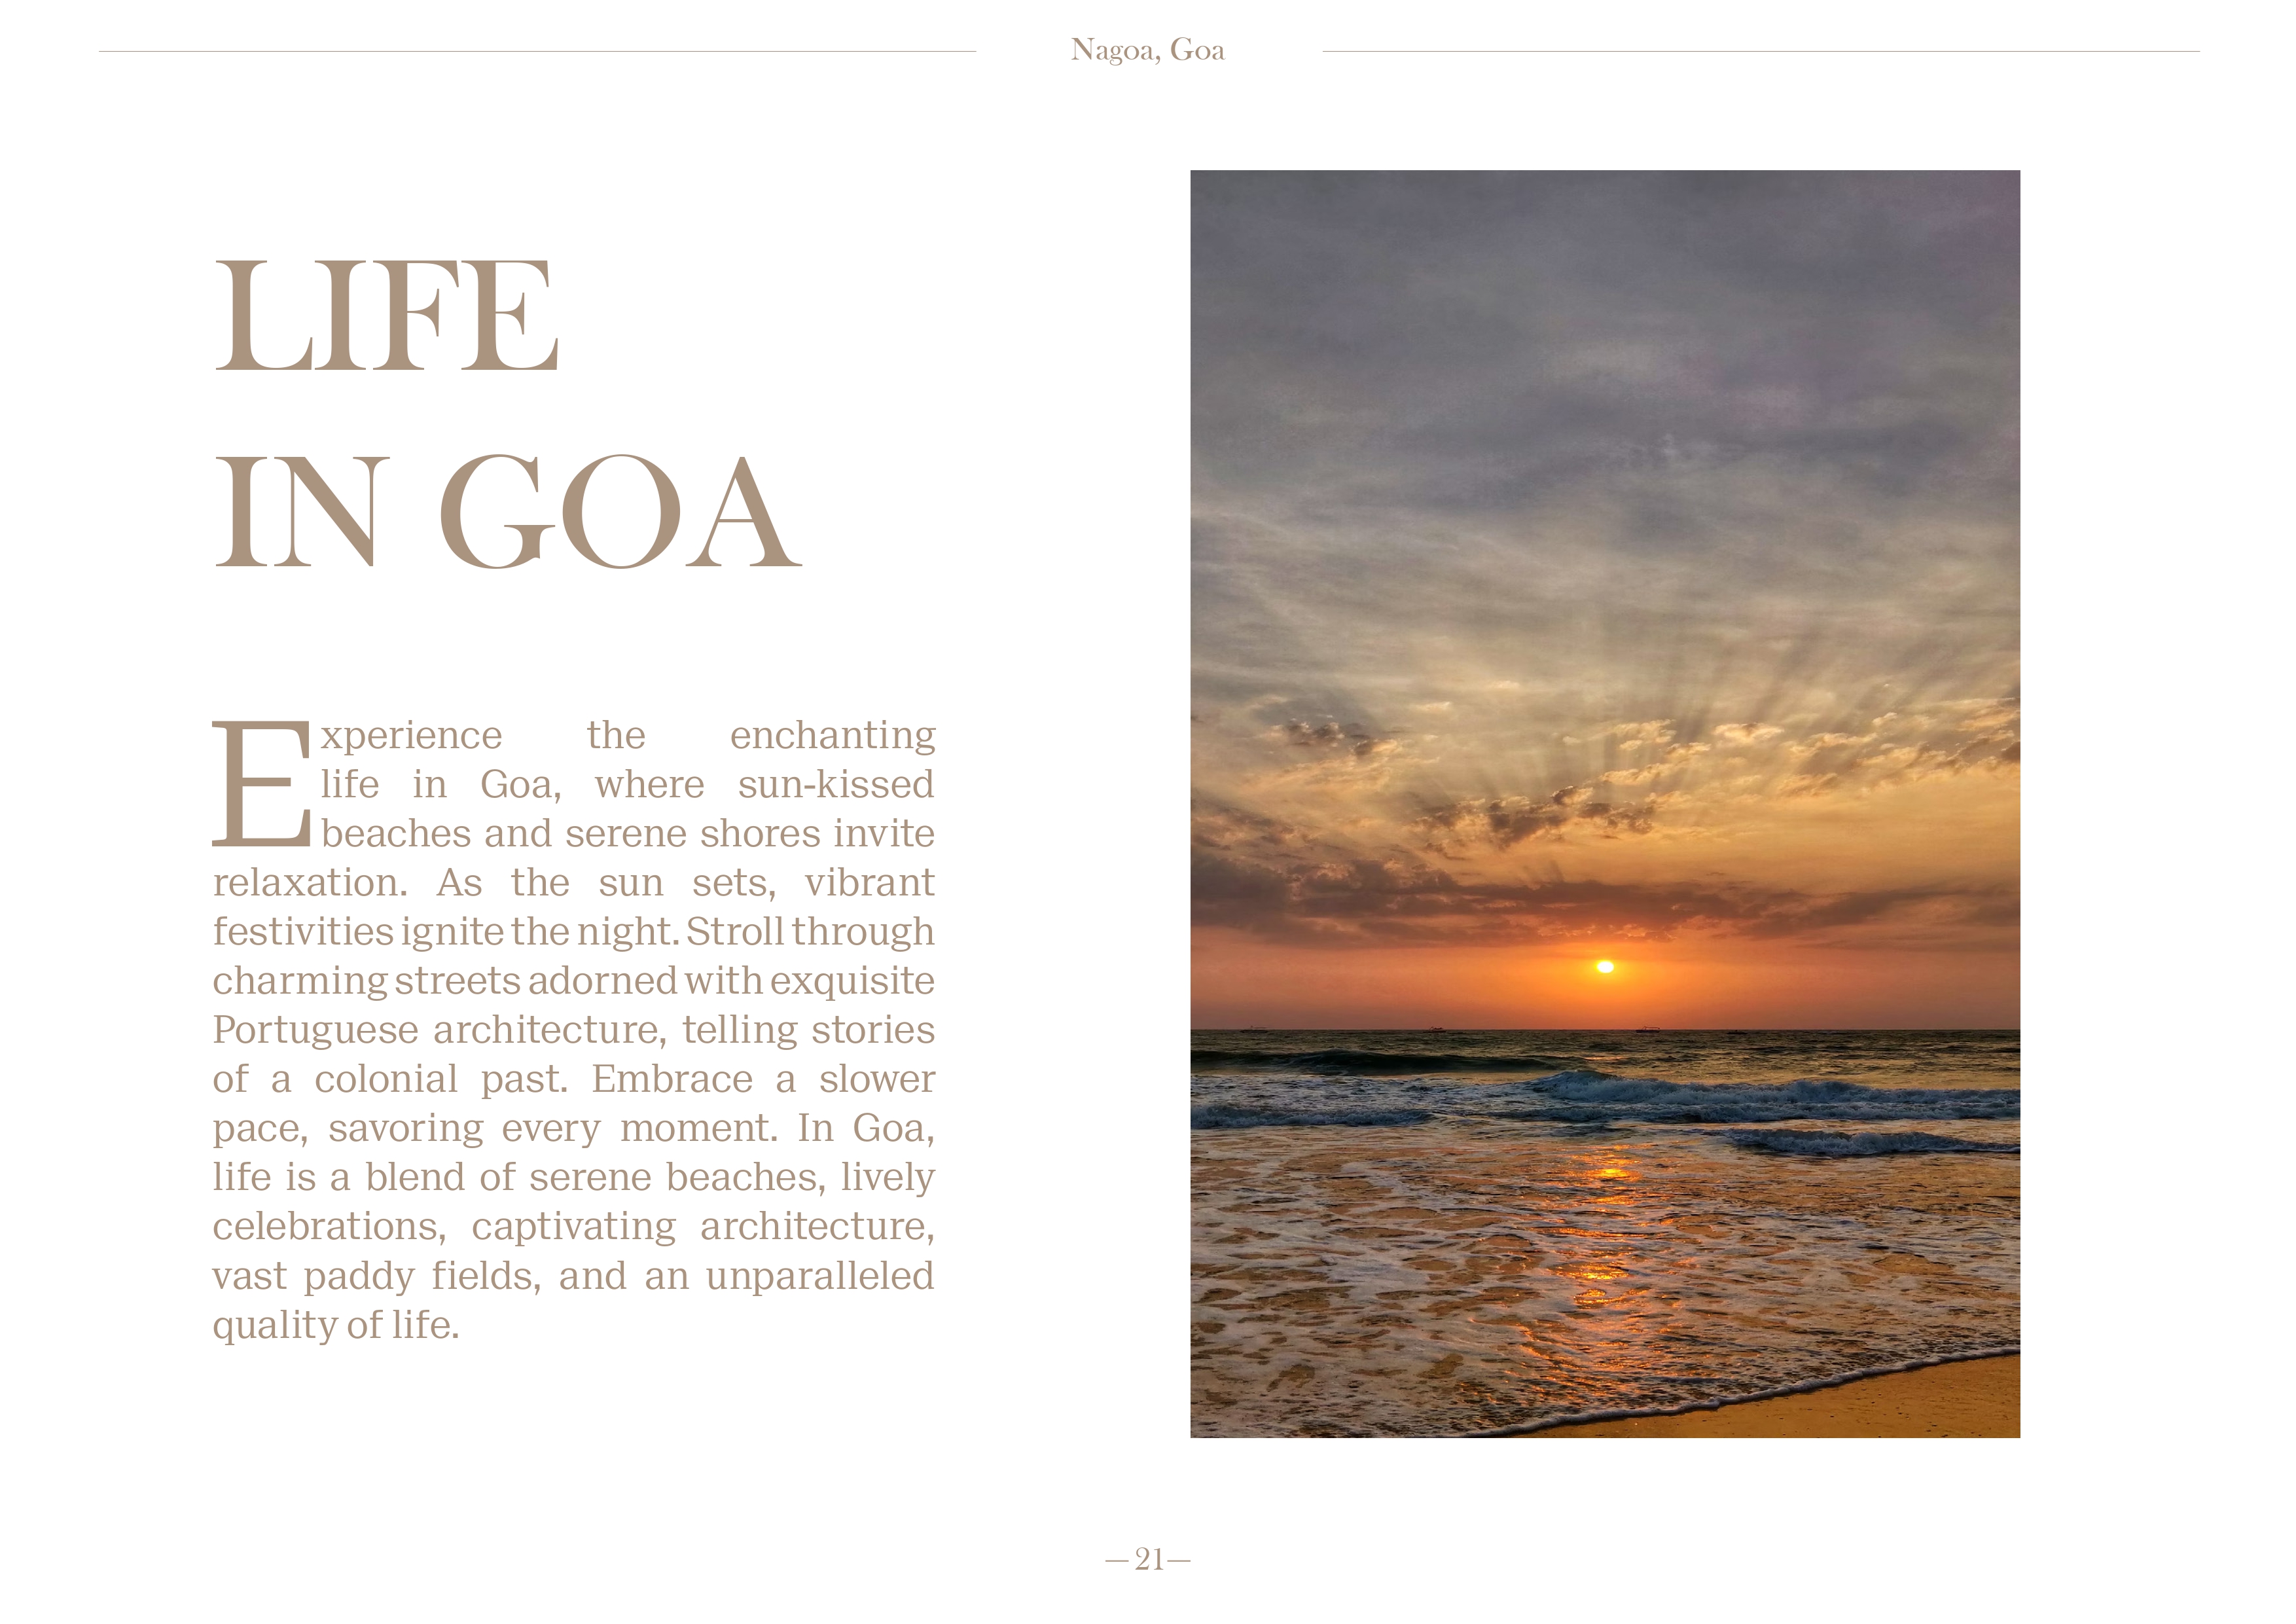 Nagoa, Goa
LIFE
IN GOA
Experience the enchanting
life in Goa, where sun-kissed
beaches and serene shores invite
relaxation. As the sun sets, vibrant
festivities ignite the night. Stroll through
charming streets adorned with exquisite
Portuguese architecture, telling stories
of a colonial past. Embrace a slower
pace, savoring every moment. In Goa,
life is a blend of serene beaches, lively
celebrations, captivating architecture,
vast paddy fields, and an unparalleled
quality of life.
—21—